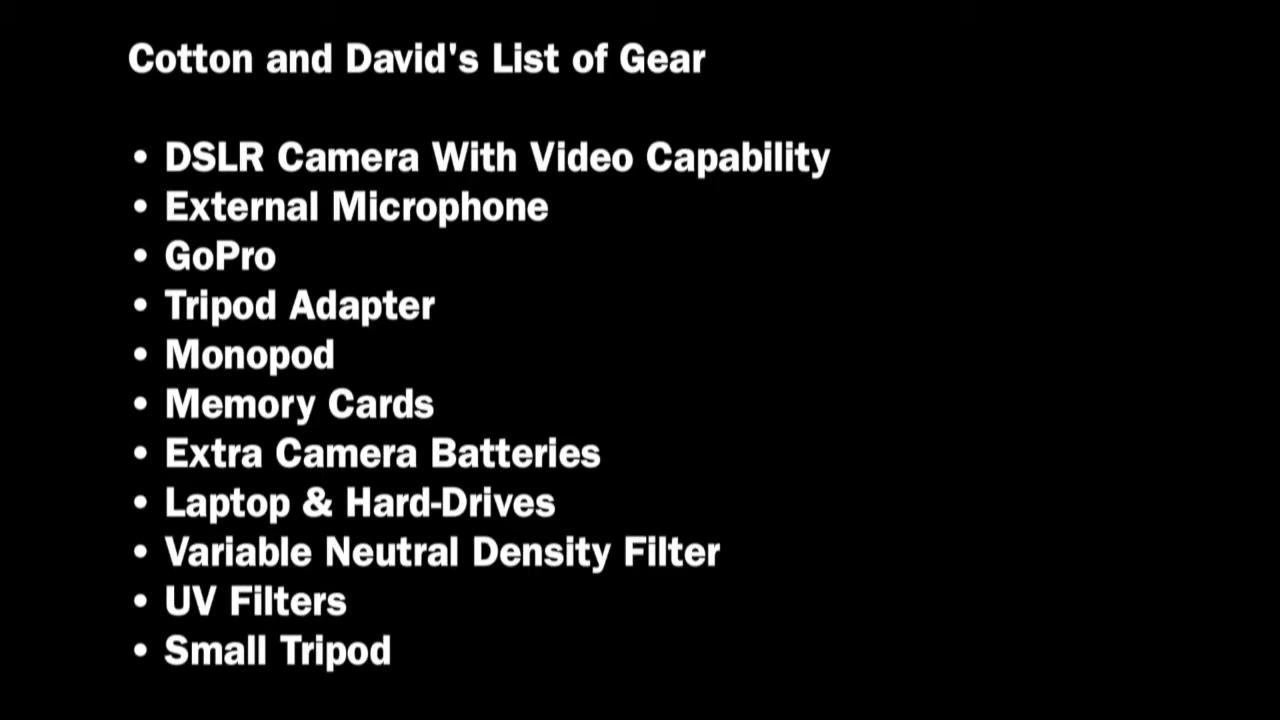 Cotton and David's List of Gear
• DSLR Camera With Video Capability
• External Microphone
• GoPro
• Tripod Adapter
• Monopod
• Memory Cards
• Extra Camera Batteries
• Laptop & Hard-Drives
• Variable Neutral Density Filter
• UV Filters
• Small Tripod